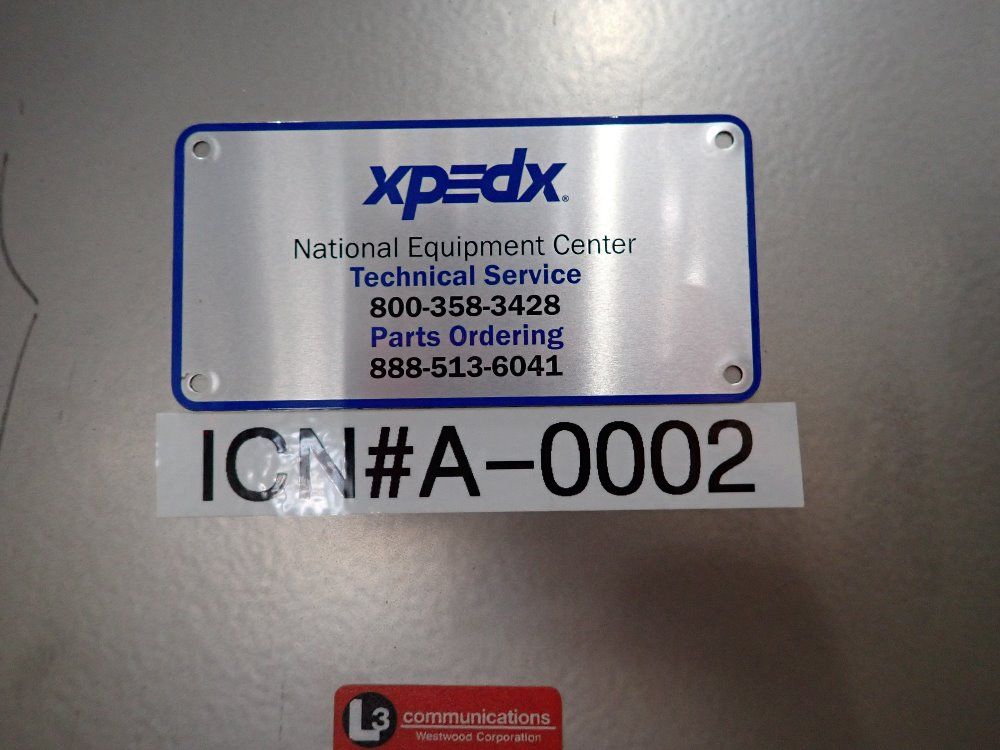 xpedx®
National Equipment Center
Technical Service
800-358-3428
Parts Ordering
888-513-6041
ICN#A-0002
L3 communications
Westwood Corporation